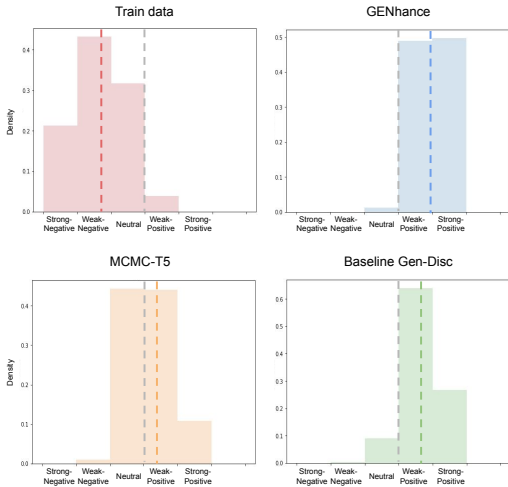 Train data
GENhance
0.4
0.3
0.2
0.1
0.0
Density
Strong-Negative Weak-Negative Neutral Weak-Positive Strong-Positive
0.5
0.4
0.3
0.2
0.1
0.0
Strong-Negative Weak-Negative Neutral Weak-Positive Strong-Positive
MCMC-T5
Baseline Gen-Disc
0.4
0.3
0.2
0.1
0.0
Density
Strong-Negative Weak-Negative Neutral Weak-Positive Strong-Positive
0.6
0.5
0.4
0.3
0.2
0.1
0.0
Strong-Negative Weak-Negative Neutral Weak-Positive Strong-Positive